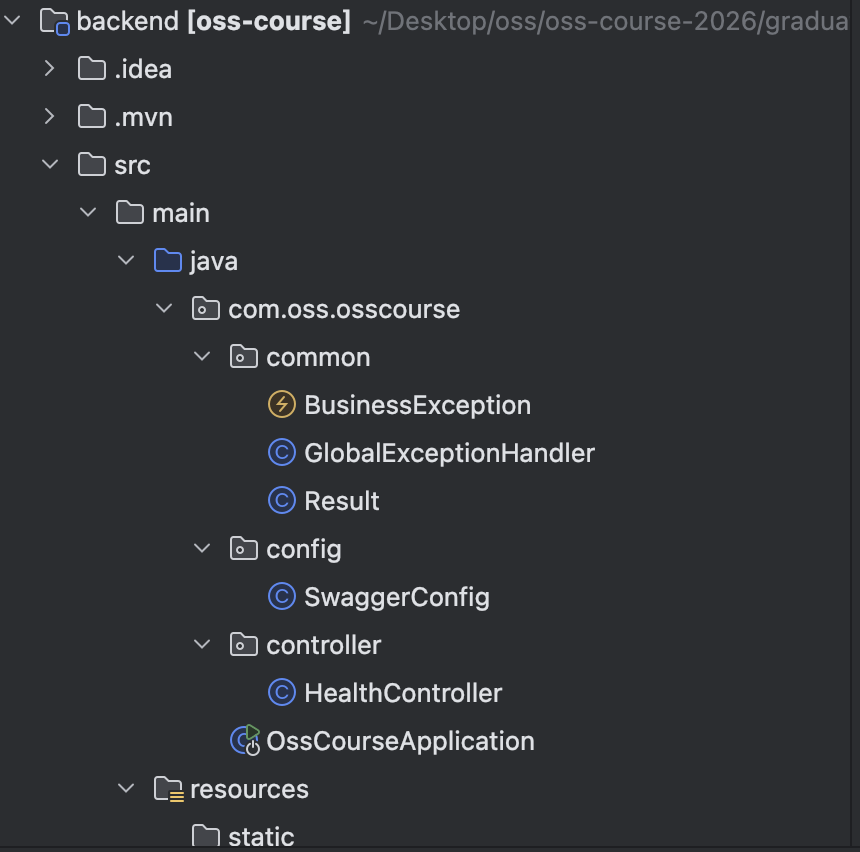 backend [oss-course] ~/Desktop/oss/oss-course-2026/gradua
.idea
.mvn
src
main
java
com.oss.osscourse
common
BusinessException
GlobalExceptionHandler
Result
config
SwaggerConfig
controller
HealthController
OssCourseApplication
resources
static